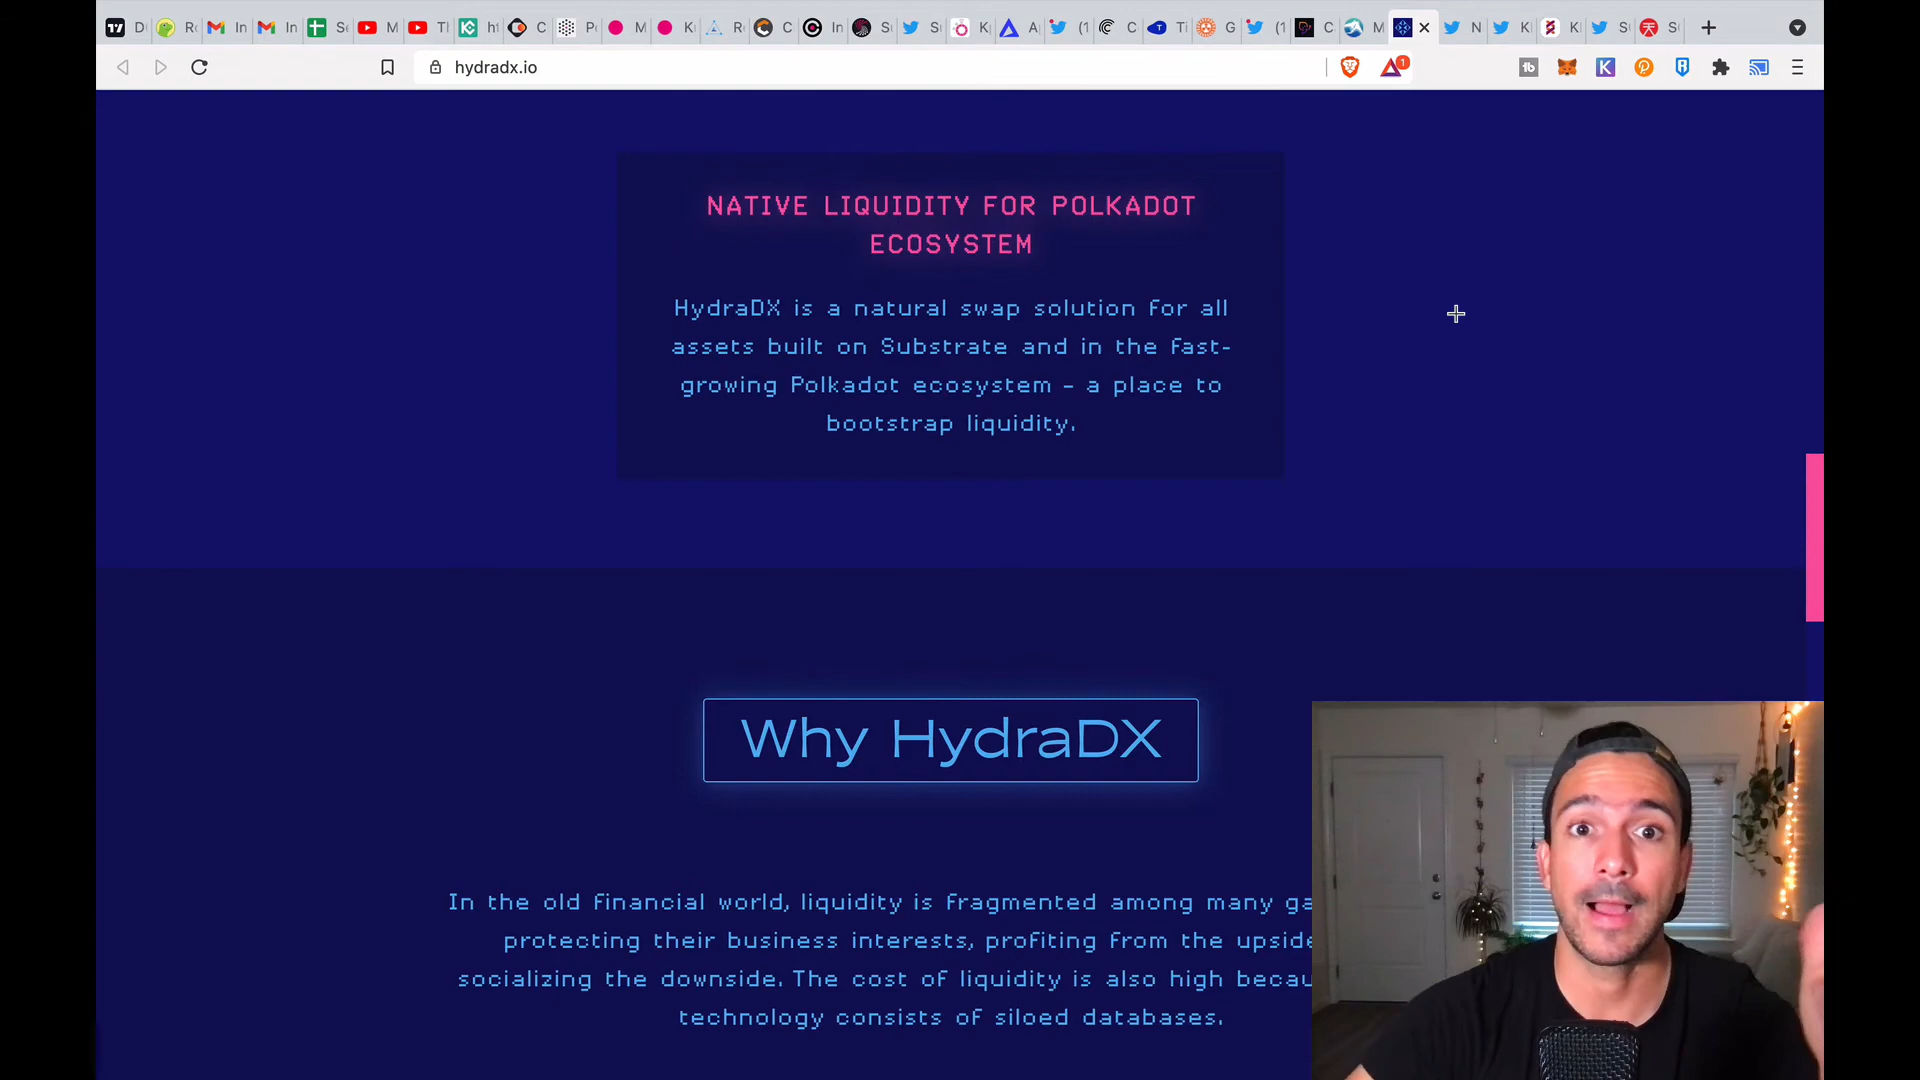 hydradx.io
1
NATIVE LIQUIDITY FOR POLKADOT
ECOSYSTEM
HydraDX is a natural swap solution for all
assets built on Substrate and in the fast-
growing Polkadot ecosystem - a place to
bootstrap liquidity.
Why HydraDX
In the old financial world, liquidity is fragmented among many
protecting their business interests, profiting from the
socializing the downside. The cost of liquidity is also high
technology consists of siloed databases.